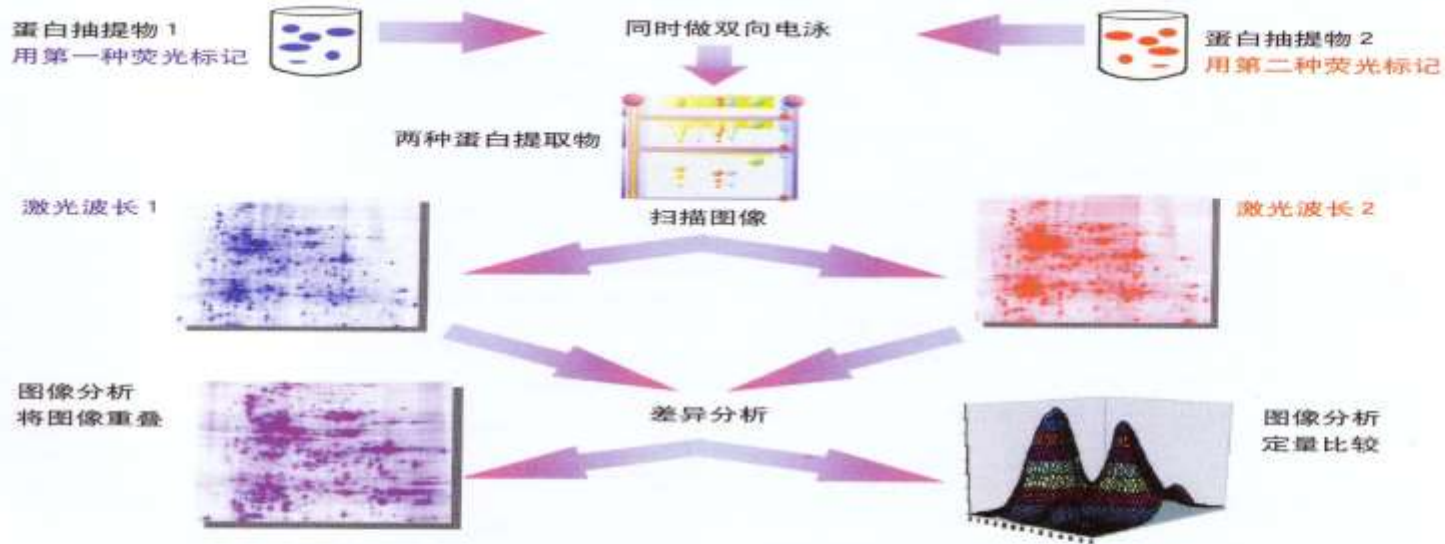 蛋白抽提物 1
用第一种荧光标记
同时做双向电泳
蛋白抽提物 2
用第二种荧光标记
两种蛋白提取物
激光波长 1
扫描图像
激光波长 2
图像分析
将图像重叠
差异分析
图像分析
定量比较